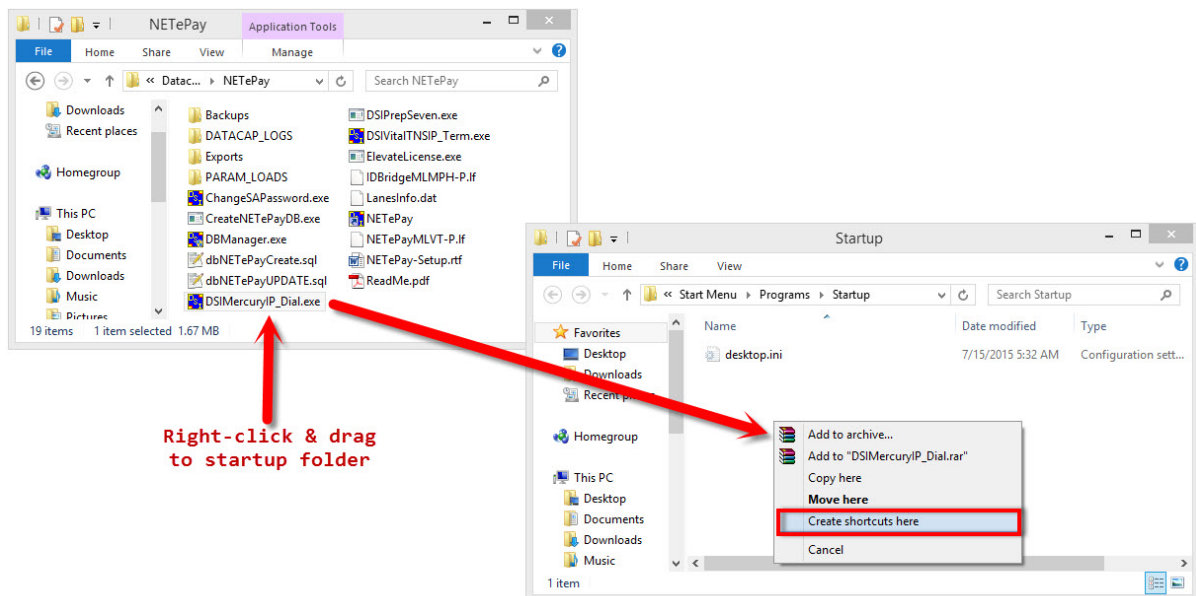 NETePay
Application Tools
File
Home
Share
View
Manage
« Datac...
NETePay
Search NETePay
Downloads
Recent places
Homegroup
This PC
Desktop
Documents
Downloads
Music
Pictures
Backups
DATACAP_LOGS
Exports
PARAM_LOADS
ChangeSAPassword.exe
CreateNETePayDB.exe
DBManager.exe
dbNETePayCreate.sql
dbNETePayUPDATE.sql
DSIMercuryIP_Dial.exe
DSIPrepSeven.exe
DSIVitalTNSIP_Term.exe
ElevateLicense.exe
IDBridgeMLMPH-P.lf
LanesInfo.dat
NETePay
NETePayMLVT-P.lf
NETePay-Setup.rtf
ReadMe.pdf
19 items 1 item selected 1.67 MB
Right-click & drag
to startup folder
Startup
File
Home
Share
View
« Start Menu
Programs
Startup
Search Startup
Favorites
Desktop
Downloads
Recent
Homegroup
This PC
Desktop
Documents
Downloads
Music
Name
Date modified
Type
desktop.ini
7/15/2015 5:32 AM
Configuration sett...
Add to archive...
Add to "DSIMercuryIP_Dial.rar"
Copy here
Move here
Create shortcuts here
Cancel
1 item